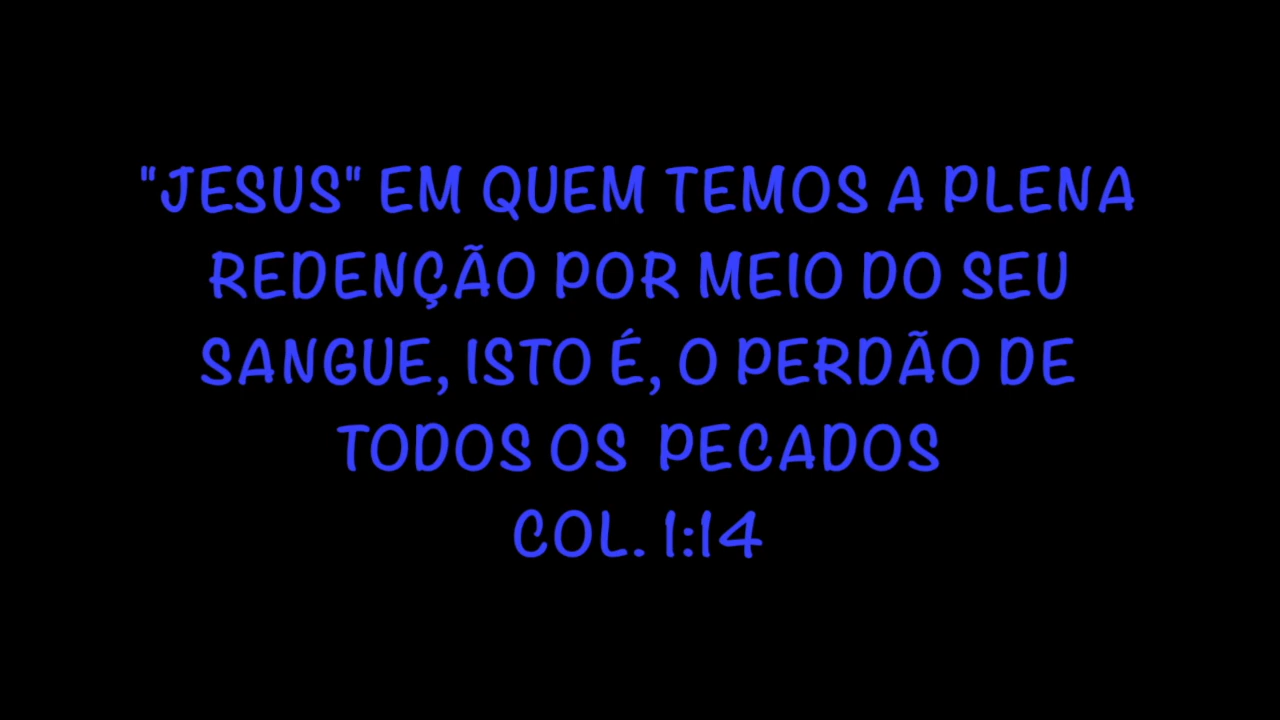 "JESUS" EM QUEM TEMOS A PLENA
REDENÇÃO POR MEIO DO SEU
SANGUE, ISTO É, O PERDÃO DE
TODOS OS  PECADOS
COL. 1:14